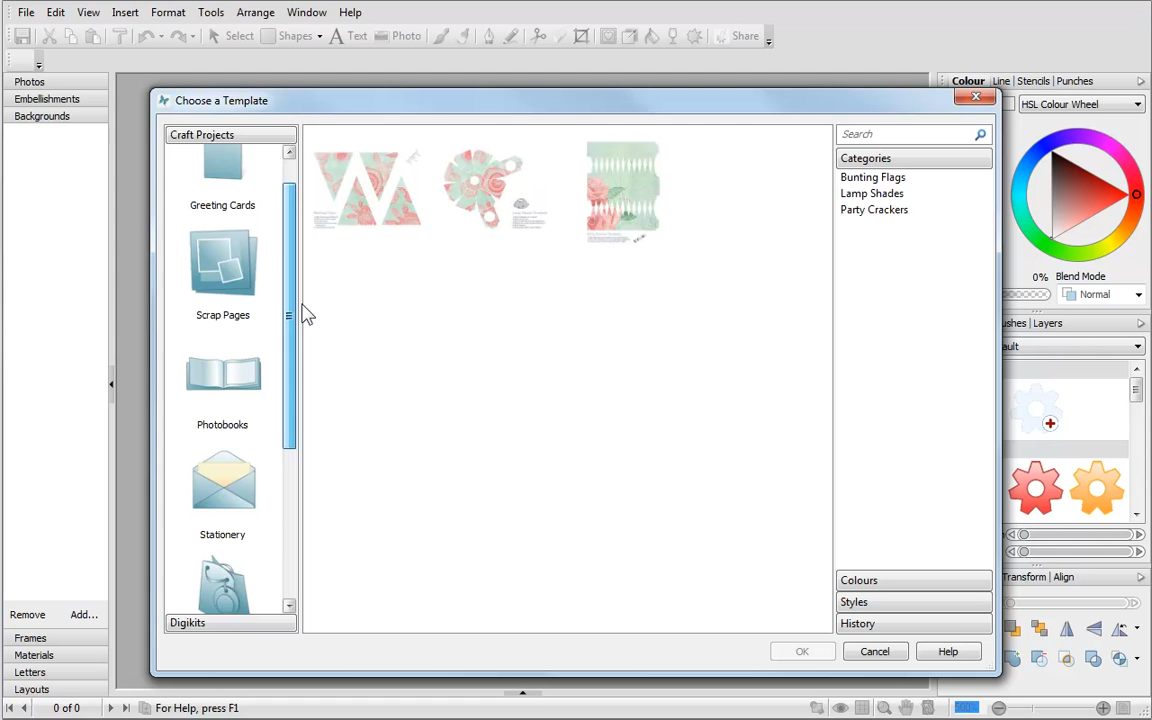 File Edit View Insert Format Tools Arrange Window Help
Select Shapes Text Photo Share
Photos
Embellishments
Backgrounds
Colour Line Stencils Punches
HSL Colour Wheel
Choose a Template
Craft Projects
Greeting Cards
Scrap Pages
Photobooks
Stationery
Digikits
Search
Categories
Bunting Flags
Lamp Shades
Party Crackers
Colours
Styles
History
OK Cancel Help
0% Blend Mode
Normal
Layers
Transform Align
Remove Add...
Frames
Materials
Letters
Layouts
0 of 0 For Help, press F1